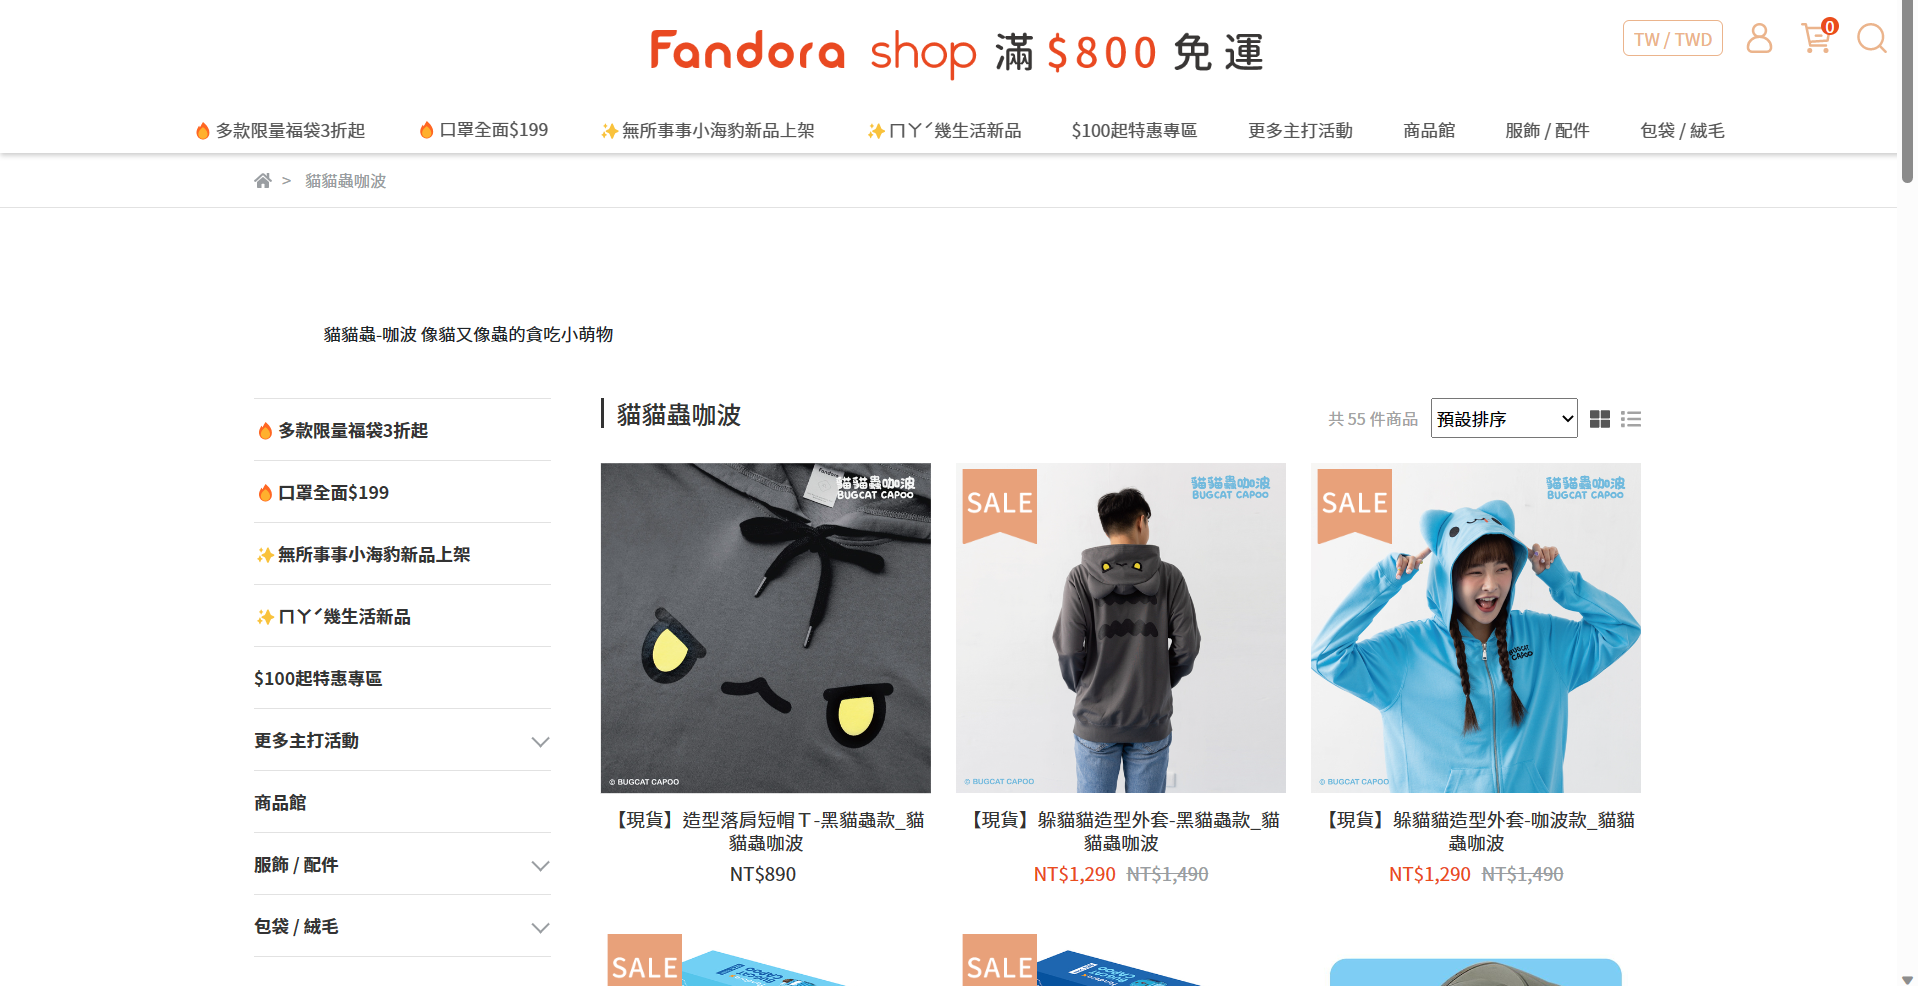 Fandora shop 滿 $800 免運
TW / TWD
0
🔥多款限量福袋3折起
🔥口罩全面$199
✨無所事事小海豹新品上架
✨ㄇㄚˊ幾生活新品
$100起特惠專區
更多主打活動
商品館
服飾 / 配件
包袋 / 絨毛
> 貓貓蟲咖波
貓貓蟲-咖波 像貓又像蟲的貪吃小萌物
🔥多款限量福袋3折起
🔥口罩全面$199
✨無所事事小海豹新品上架
✨ㄇㄚˊ幾生活新品
$100起特惠專區
更多主打活動
商品館
服飾 / 配件
包袋 / 絨毛
貓貓蟲咖波
共 55 件商品
預設排序
fandora
貓貓蟲咖波
BUGCAT CAPOO
© BUGCAT CAPOO
【現貨】造型落肩短帽Ｔ-黑貓蟲款_貓
貓蟲咖波
NT$890
SALE
貓貓蟲咖波
BUGCAT CAPOO
© BUGCAT CAPOO
【現貨】躲貓貓造型外套-黑貓蟲款_貓
貓蟲咖波
NT$1,290 NT$1,490
SALE
貓貓蟲咖波
BUGCAT CAPOO
BUGCAT
CAPOO
© BUGCAT CAPOO
【現貨】躲貓貓造型外套-咖波款_貓貓
蟲咖波
NT$1,290 NT$1,490
SALE
BUGCAT
CAPOO
SALE
BUGCAT
CAPOO